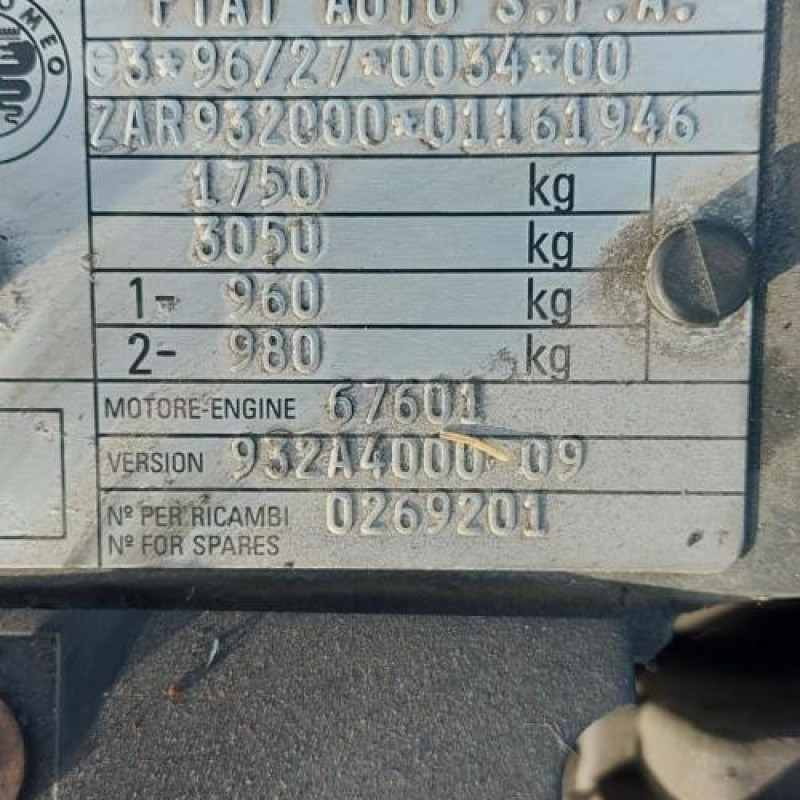 OMEO
FIAT AUTO S.P.A.
e3*96/27*0034*00
ZAR932000*01161946
1750 kg
3050 kg
1- 960 kg
2- 980 kg
MOTORE-ENGINE 67601
VERSION 932A4000 09
Nº PER RICAMBI 0269201
Nº FOR SPARES